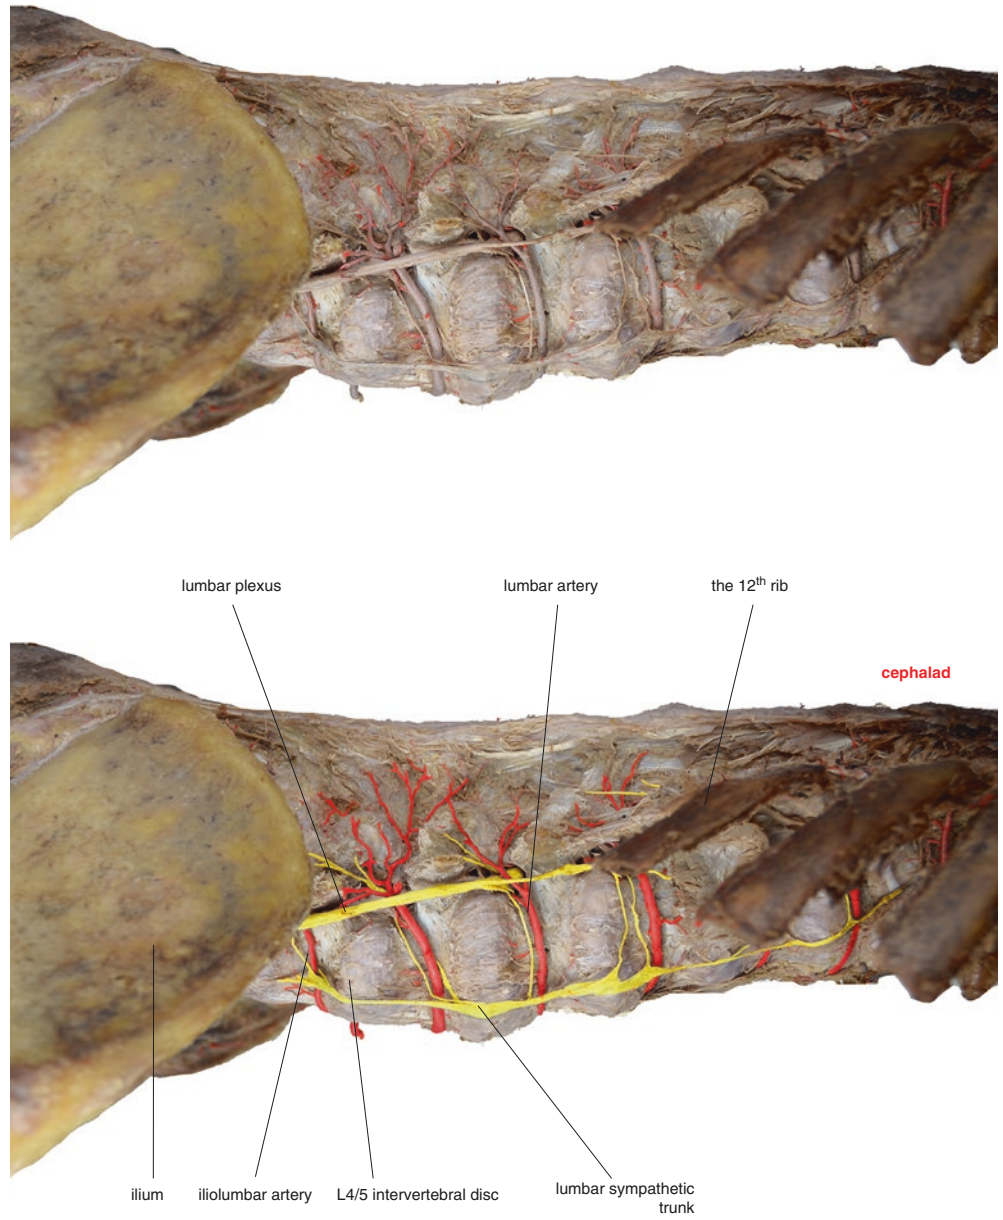 lumbar plexus
lumbar artery
the 12th rib
cephalad
ilium
iliolumbar artery
L4/5 intervertebral disc
lumbar sympathetic
trunk